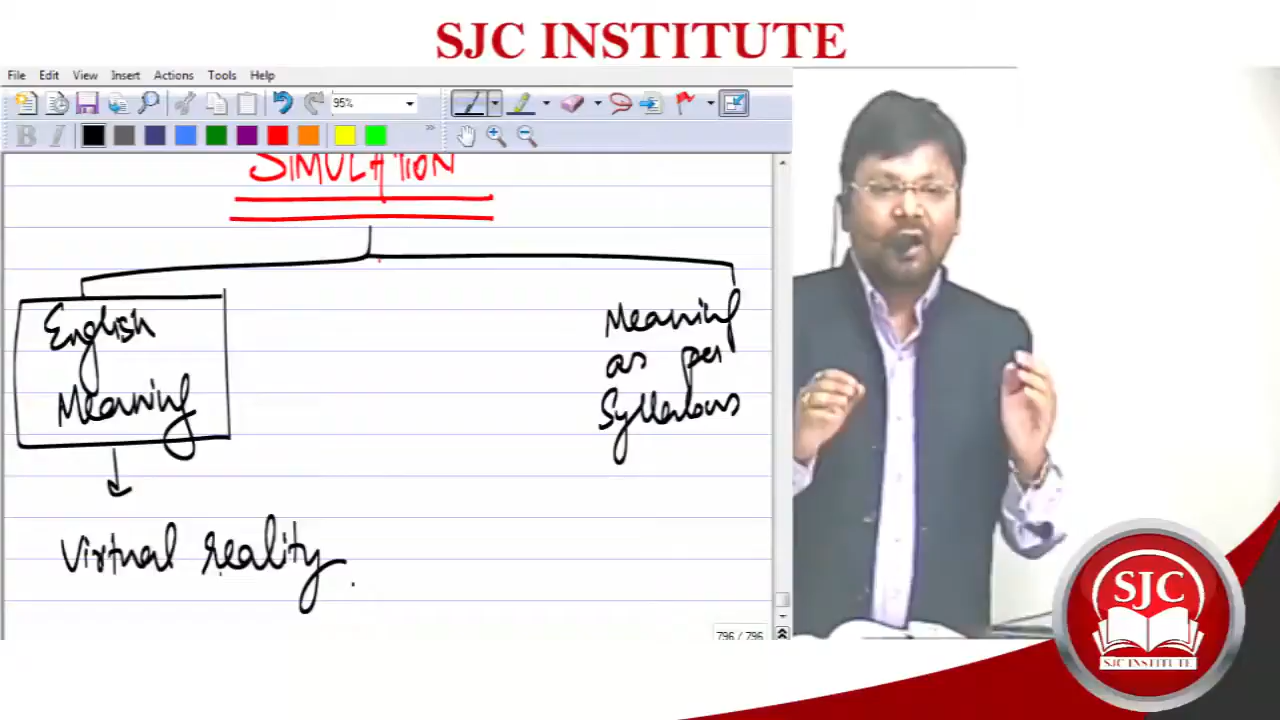 SJC INSTITUTE
File Edit View Insert Actions Tools Help
95%
B I
SIMULATION
English
Meaning
Meaning
as per
Syllabus
Virtual reality.
796 / 796
SJC
SJC INSTITUTE